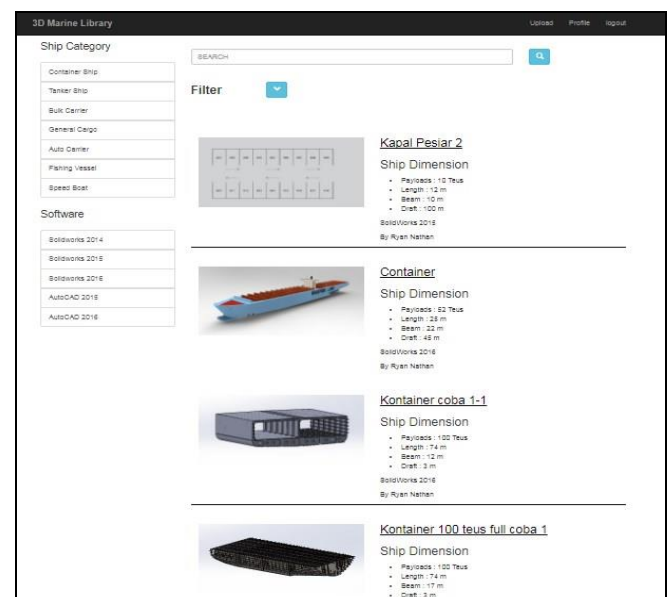 3D Marine Library
Upload Profile logout
Ship Category
Container Ship
Tanker Ship
Bulk Carrier
General Cargo
Auto Carrier
Fishing Vessel
Speed Boat
Software
Solidworks 2014
Solidworks 2015
Solidworks 2016
AutoCAD 2015
AutoCAD 2016
SEARCH
Filter
Kapal Pesiar 2
Ship Dimension
Payloads : 10 Teus
Length : 12 m
Beam : 10 m
Draft : 100 m
SolidWorks 2015
By Ryan Nathan
Container
Ship Dimension
Payloads : 52 Teus
Length : 25 m
Beam : 22 m
Draft : 45 m
SolidWorks 2016
By Ryan Nathan
Kontainer coba 1-1
Ship Dimension
Payloads : 100 Teus
Length : 74 m
Beam : 12 m
Draft : 3 m
SolidWorks 2016
By Ryan Nathan
Kontainer 100 teus full coba 1
Ship Dimension
Payloads : 100 Teus
Length : 74 m
Beam : 17 m
Draft : 3 m